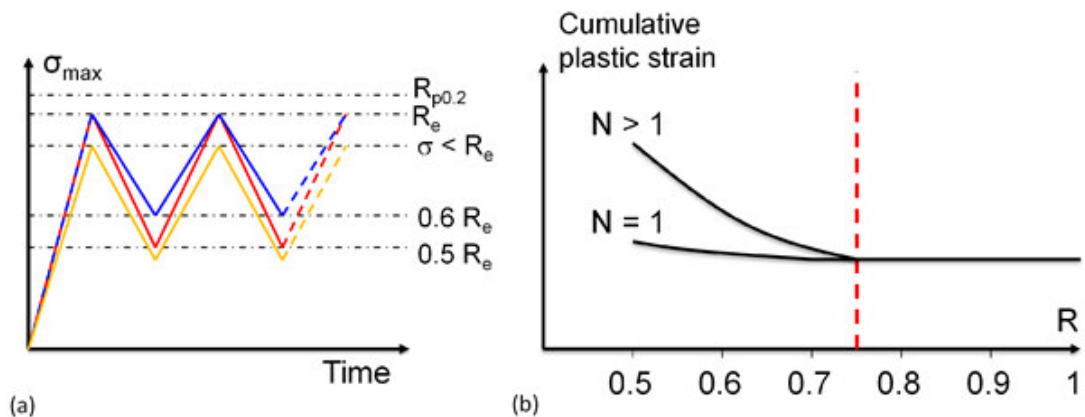 σmax
Rp0.2
Re
σ < Re
0.6 Re
0.5 Re
Time
(a)
Cumulative
plastic strain
N > 1
N = 1
R
0.5 0.6 0.7 0.8 0.9 1
(b)